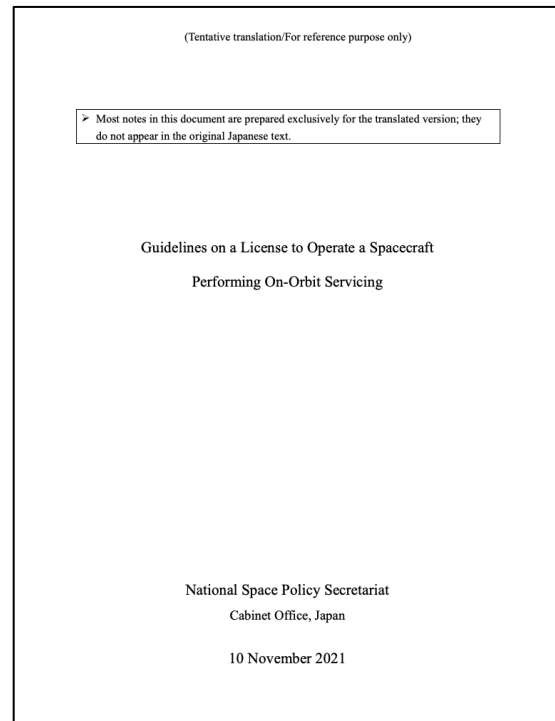 (Tentative translation/For reference purpose only)
➢ Most notes in this document are prepared exclusively for the translated version; they
do not appear in the original Japanese text.
Guidelines on a License to Operate a Spacecraft
Performing On-Orbit Servicing
National Space Policy Secretariat
Cabinet Office, Japan
10 November 2021